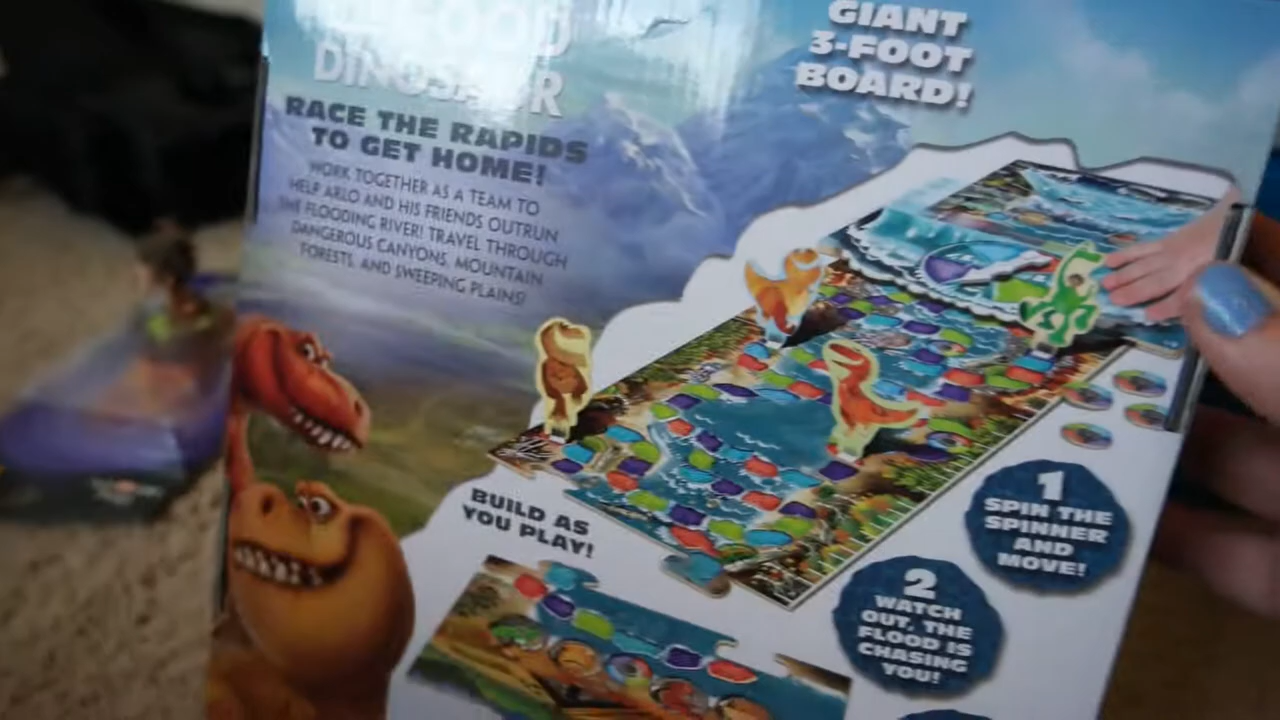 DINOSAUR
RACE THE RAPIDS
TO GET HOME!
WORK TOGETHER AS A TEAM TO
HELP ARLO AND HIS FRIENDS OUTRUN
THE FLOODING RIVER! TRAVEL THROUGH
DANGEROUS CANYONS, MOUNTAIN
FORESTS, AND SWEEPING PLAINS!
GIANT
3-FOOT
BOARD!
BUILD AS
YOU PLAY!
1
SPIN THE
SPINNER
AND
MOVE!
2
WATCH
OUT, THE
FLOOD IS
CHASING
YOU!